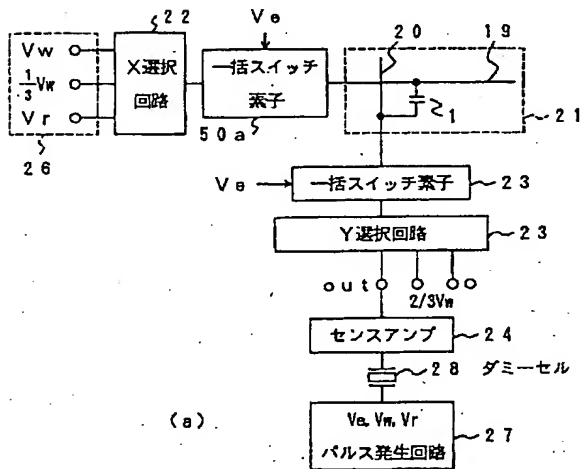 ２２
Ｖｅ
２０
１９
Ｖｗ
1/3 Ｖｗ
Ｖｒ
Ｘ選択
回路
一括スイッチ
素子
１
２１
２６
５０ａ
Ｖｅ
一括スイッチ素子
２３
Ｙ選択回路
２３
ｏｕｔ
2/3Vw
０
センスアンプ
２４
２８ ダミーセル
(a)
Ve,Vw,Vr
パルス発生回路
２７